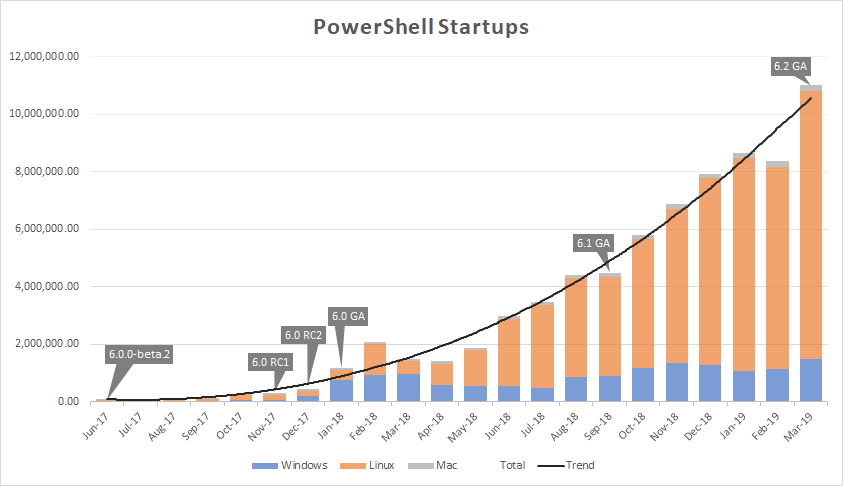 PowerShell Startups
12,000,000.00
10,000,000.00
8,000,000.00
6,000,000.00
4,000,000.00
2,000,000.00
0.00
6.0.0-beta.2
6.0 RC1
6.0 RC2
6.0 GA
6.1 GA
6.2 GA
Jun-17 Jul-17 Aug-17 Sep-17 Oct-17 Nov-17 Dec-17 Jan-18 Feb-18 Mar-18 Apr-18 May-18 Jun-18 Jul-18 Aug-18 Sep-18 Oct-18 Nov-18 Dec-18 Jan-19 Feb-19 Mar-19
Windows Linux Mac Total Trend